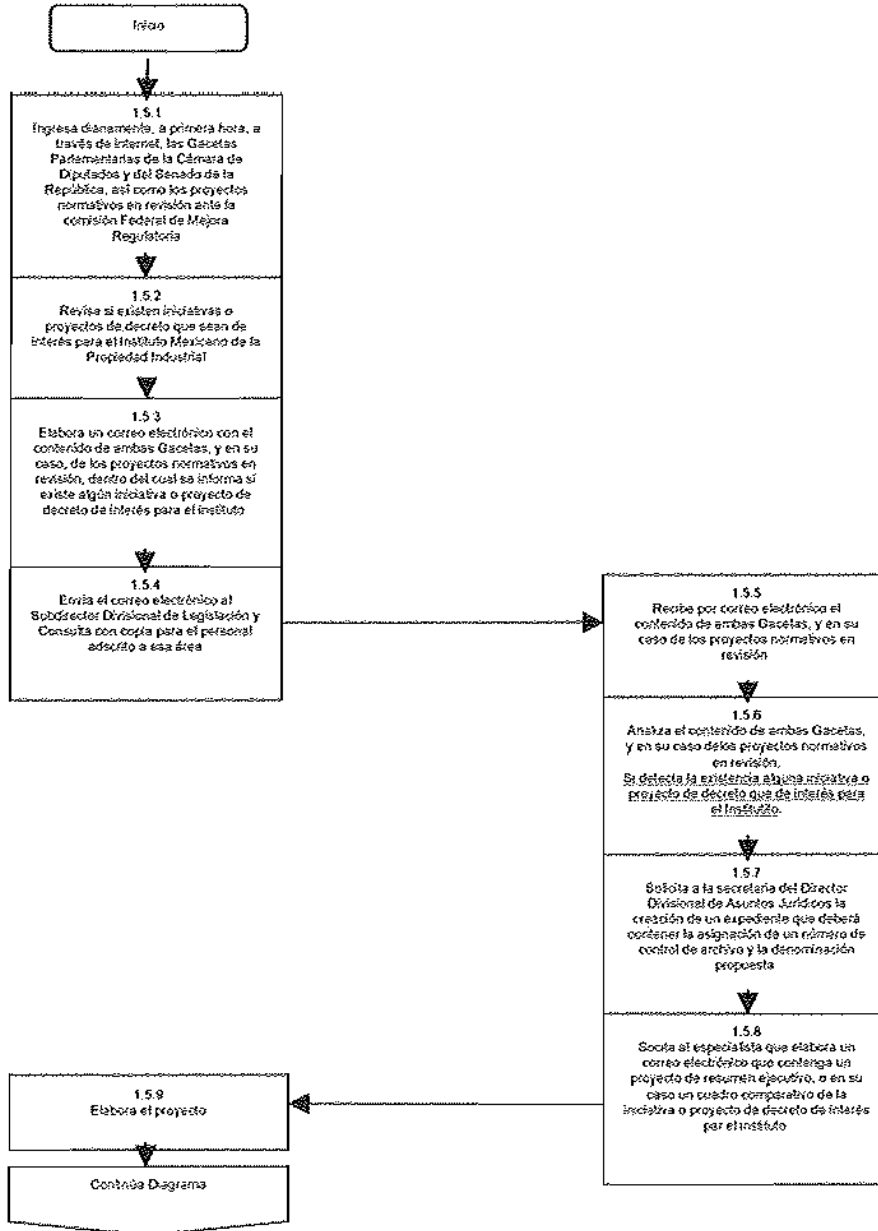 Inicio
1.5.1
Ingresa diariamente, a primera hora, a
través de internet, las Gacetas
Parlamentarias de la Cámara de
Diputados y del Senado de la
República, así como los proyectos
normativos en revisión ante la
comisión Federal de Mejora
Regulatoria
1.5.2
Revisa si existen iniciativas o
proyectos de decreto que sean de
interés para el Instituto Mexicano de la
Propiedad Industrial
1.5.3
Elabora un correo electrónico con el
contenido de ambas Gacetas, y en su
caso, de los proyectos normativos en
revisión, dentro del cual se informa si
existe algún iniciativa o proyecto de
decreto de interés para el instituto
1.5.4
Envía el correo electrónico al
Subdirector Divisional de Legislación y
Consulta con copia para el personal
adscrito a esa área
1.5.5
Recibe por correo electrónico el
contenido de ambas Gacetas, y en su
caso de los proyectos normativos en
revisión
1.5.6
Analiza el contenido de ambas Gacetas,
y en su caso delos proyectos normativos
en revisión,
Si detecta la existencia alguna iniciativa o
proyecto de decreto que de interés para
el Instituto.
1.5.7
Solicita a la secretaria del Director
Divisional de Asuntos Jurídicos la
creación de un expediente que deberá
contener la asignación de un número de
control de archivo y la denominación
propuesta
1.5.8
Socita al especialista que elabora un
correo electrónico que contenga un
proyecto de resumen ejecutivo, o en su
caso un cuadro comparativo de la
iniciativa o proyecto de decreto de interés
par el instituto
1.5.9
Elabora el proyecto
Continúa Diagrama